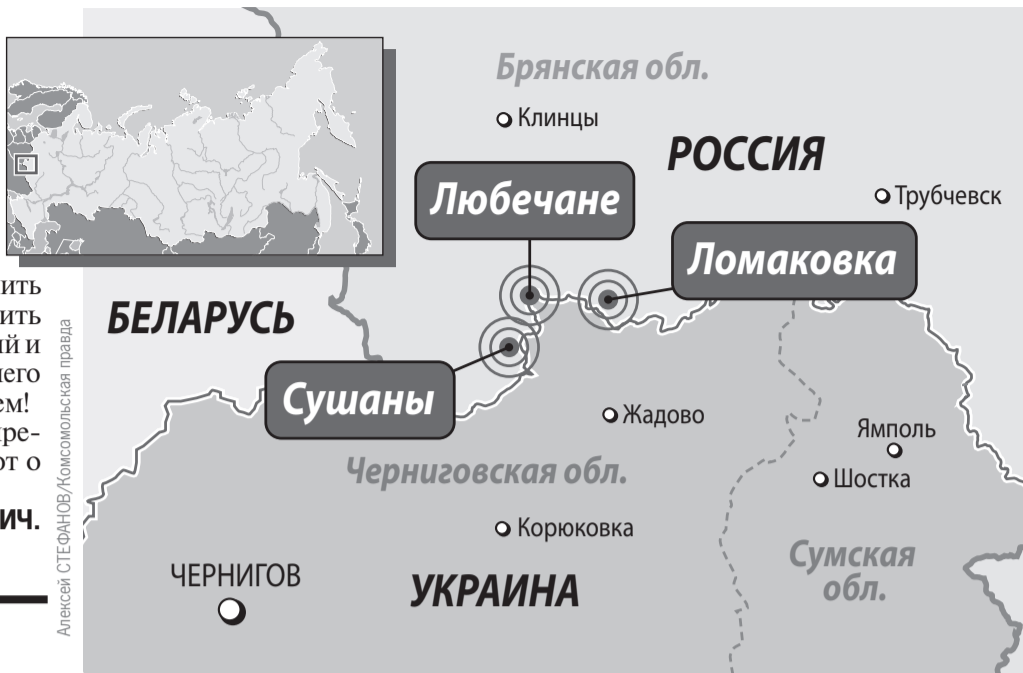 Брянская обл.
Клинцы
РОССИЯ
Трубчевск
Любечане
Ломаковка
БЕЛАРУСЬ
Сушаны
Жадово
Ямполь
Шостка
Черниговская обл.
Корюковка
Сумская
обл.
ЧЕРНИГОВ
УКРАИНА
Алексей СТЕФАНОВ/Комсомольская правда